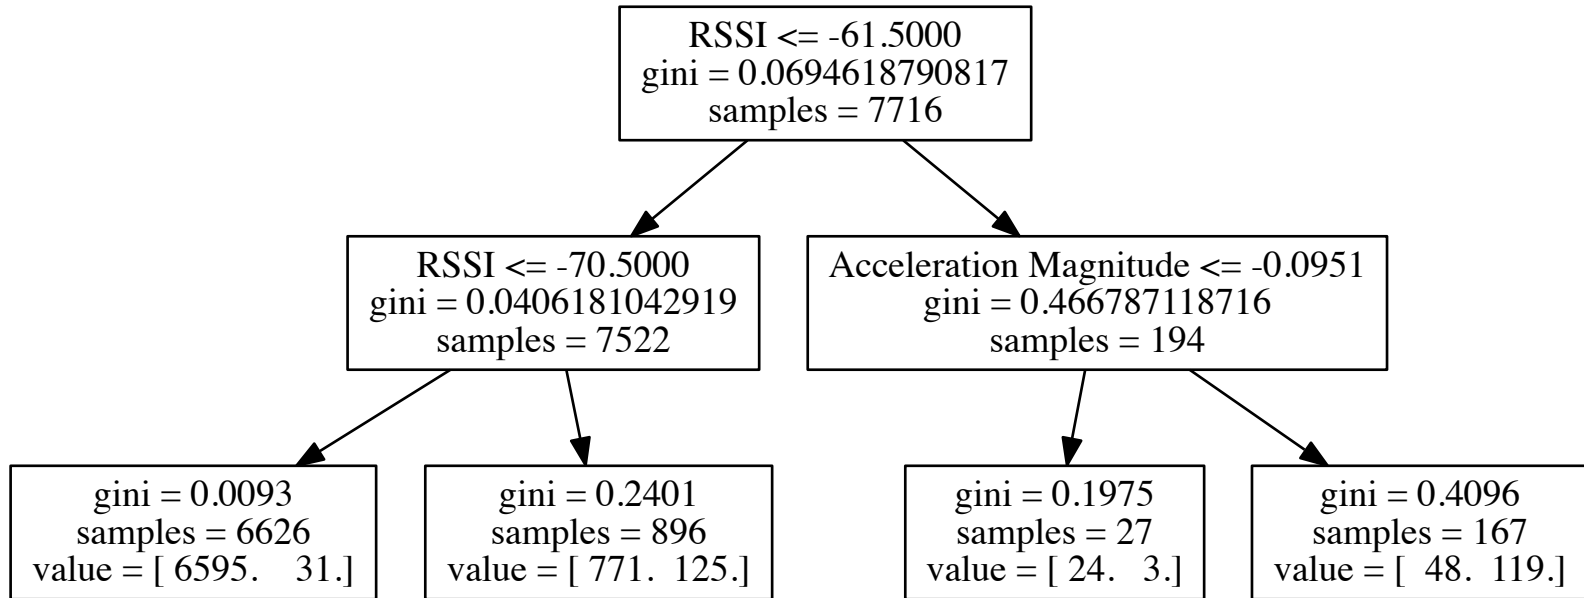 RSSI <= -61.5000
gini = 0.0694618790817
samples = 7716
RSSI <= -70.5000
gini = 0.0406181042919
samples = 7522
Acceleration Magnitude <= -0.0951
gini = 0.466787118716
samples = 194
gini = 0.0093
samples = 6626
value = [ 6595.    31.]
gini = 0.2401
samples = 896
value = [ 771.  125.]
gini = 0.1975
samples = 27
value = [ 24.   3.]
gini = 0.4096
samples = 167
value = [  48.  119.]